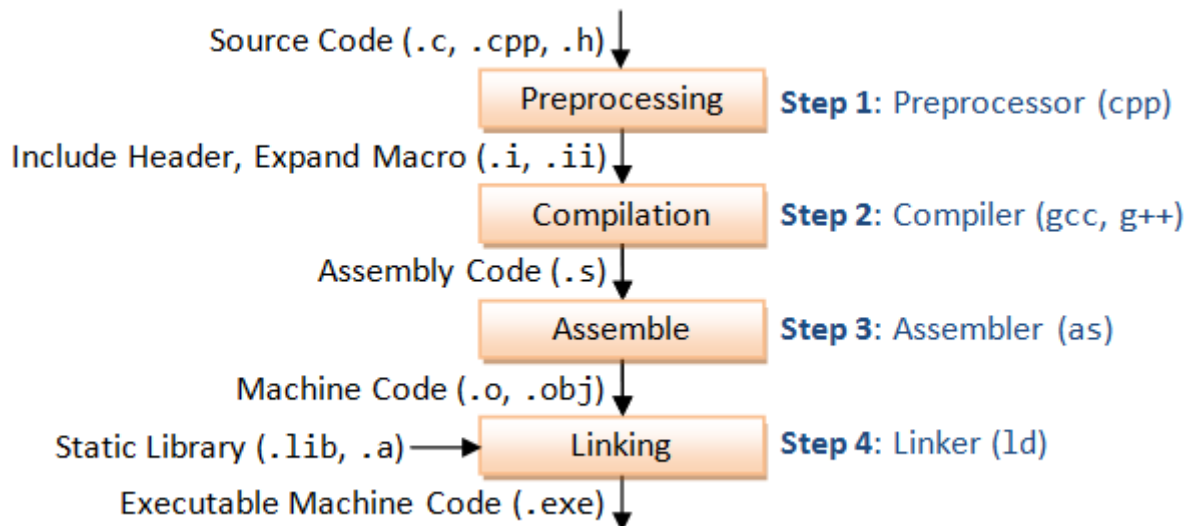 Source Code (.c, .cpp, .h)
Preprocessing
Step 1: Preprocessor (cpp)
Include Header, Expand Macro (.i, .ii)
Compilation
Step 2: Compiler (gcc, g++)
Assembly Code (.s)
Assemble
Step 3: Assembler (as)
Machine Code (.o, .obj)
Static Library (.lib, .a)
Linking
Step 4: Linker (ld)
Executable Machine Code (.exe)